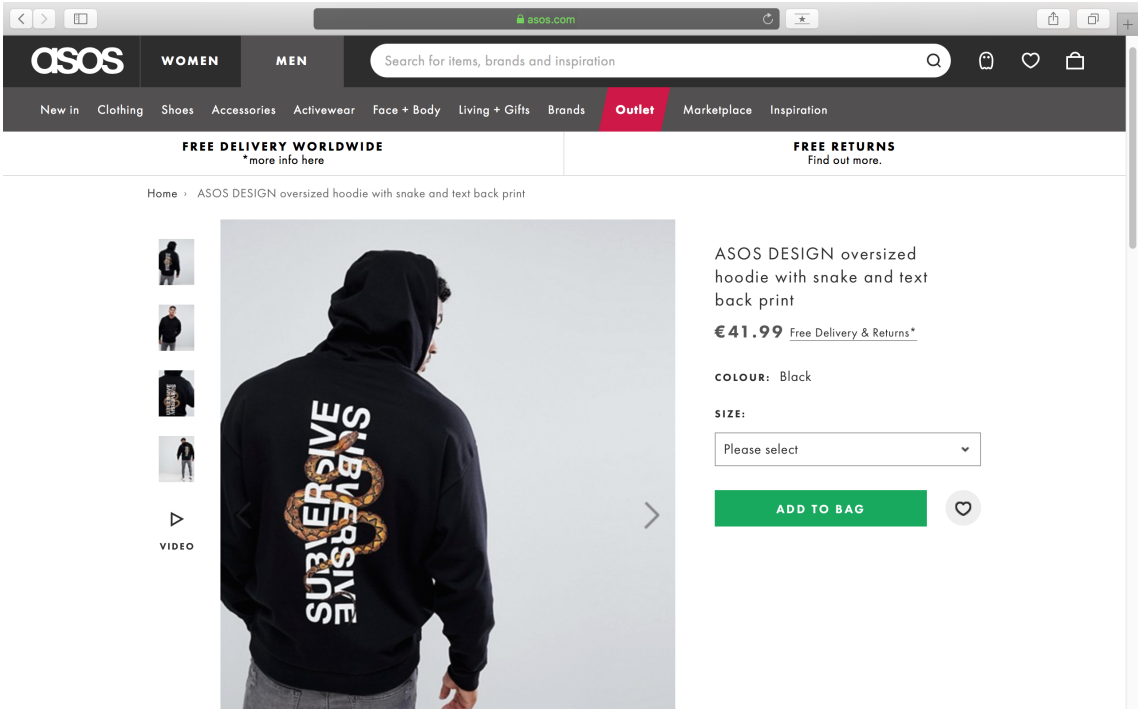 asos.com
asos
WOMEN
MEN
Search for items, brands and inspiration
New in
Clothing
Shoes
Accessories
Activewear
Face + Body
Living + Gifts
Brands
Outlet
Marketplace
Inspiration
FREE DELIVERY WORLDWIDE
*more info here
FREE RETURNS
Find out more.
Home › ASOS DESIGN oversized hoodie with snake and text back print
SUBVERSIVE
SUBVERSIVE
VIDEO
ASOS DESIGN oversized
hoodie with snake and text
back print
€41.99 Free Delivery & Returns*
COLOUR: Black
SIZE:
Please select
ADD TO BAG